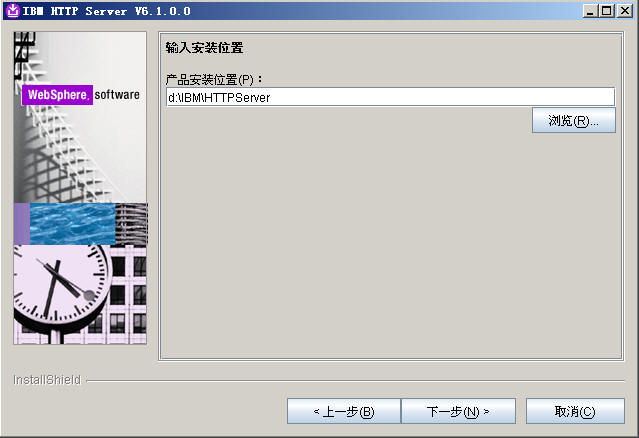 IBM HTTP Server V6.1.0.0
WebSphere. software
输入安装位置
产品安装位置(P)：
d:\IBM\HTTPServer
浏览(R)...
InstallShield
< 上一步(B)
下一步(N) >
取消(C)